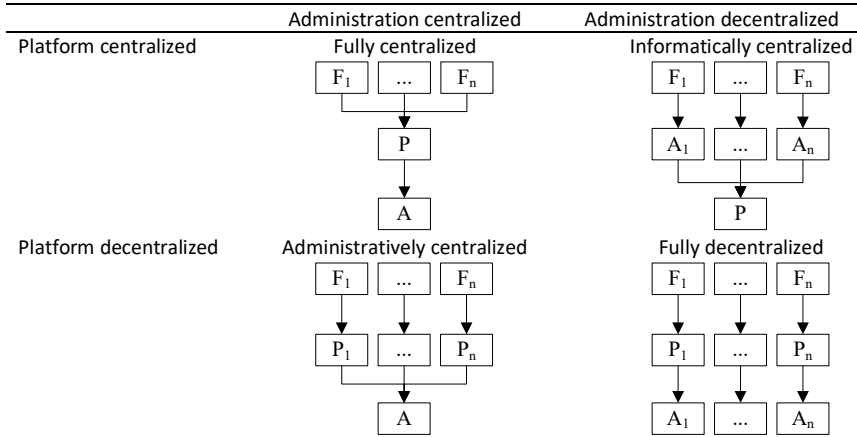 Administration centralized Administration decentralized
Platform centralized Fully centralized Informatically centralized
F1 ... Fn F1 ... Fn
P A1 ... An
A P
Platform decentralized Administratively centralized Fully decentralized
F1 ... Fn F1 ... Fn
P1 ... Pn P1 ... Pn
A A1 ... An